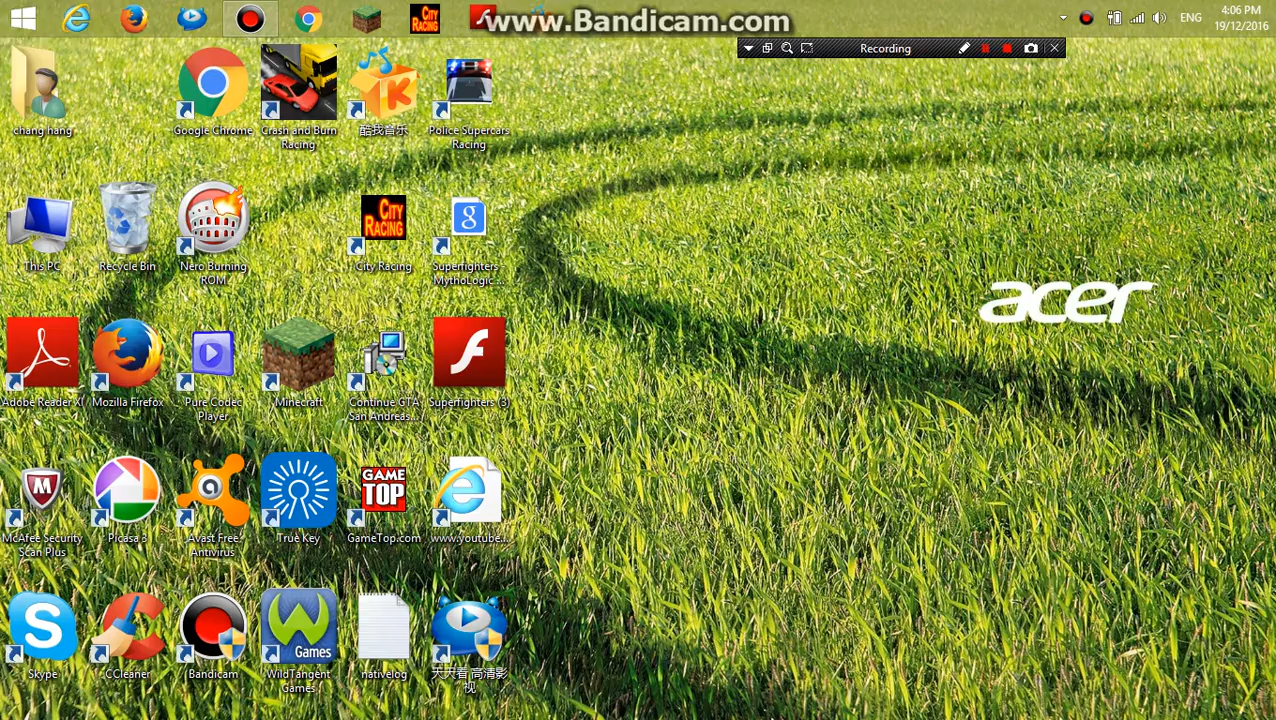 www.Bandicam.com
ENG
4:06 PM
19/12/2016
CITY
RACING
Recording
chang hang
Google Chrome
Crash and Burn
Racing
酷我音乐
Police Supercars
Racing
K
CITY
RACING
acer
This PC
Recycle Bin
Nero Burning
ROM
City Racing
g
Superfighters -
MythoLogic ...
Adobe Reader XI
Mozilla Firefox
Pure Codec
Player
Minecraft
Continue GTA
San Andreas...
Superfighters (3)
M
a
GAME
TOP
McAfee Security
Scan Plus
Picasa 3
Avast Free
Antivirus
True Key
GameTop.com
www.youtube...
S
W
Games
Skype
CCleaner
Bandicam
WildTangent
Games
nativelog
天天看 高清影
视